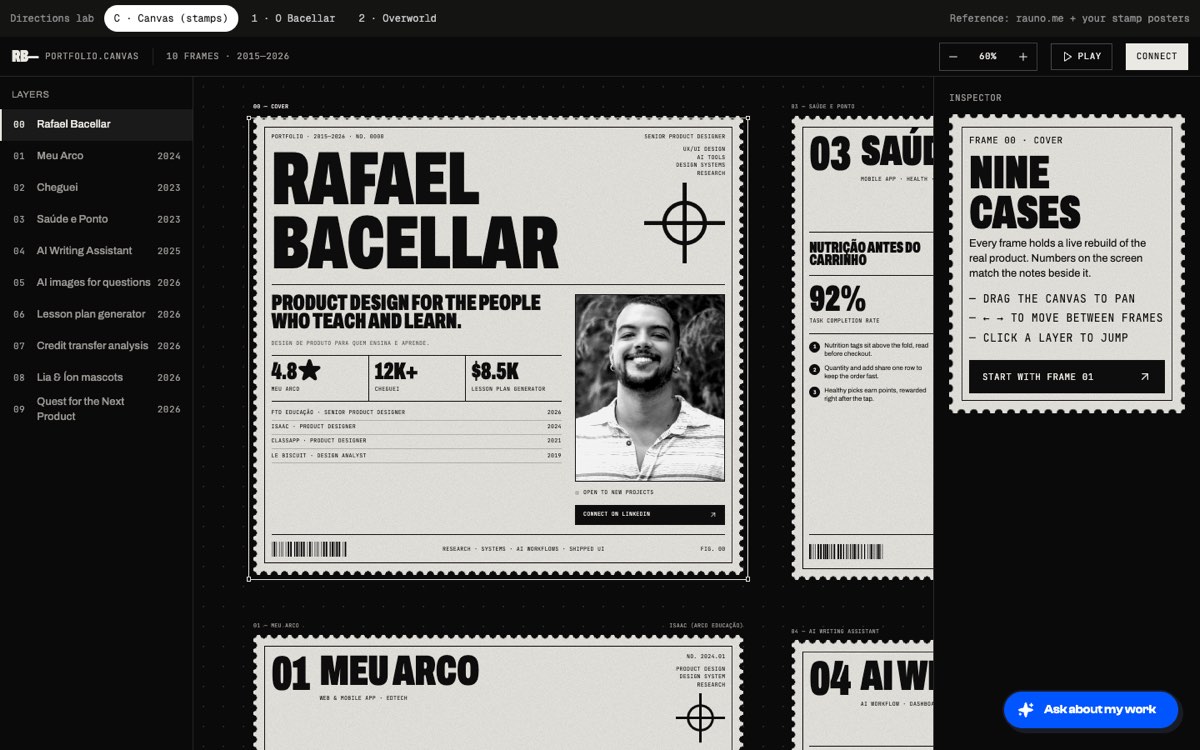 Directions lab
C · Canvas (stamps)
1 · O Bacellar
2 · Overworld
Reference: rauno.me + your stamp posters
RB—
PORTFOLIO.CANVAS
10 FRAMES · 2015—2026
— 60% +
PLAY
CONNECT
LAYERS
00 Rafael Bacellar
01 Meu Arco 2024
02 Cheguei 2023
03 Saúde e Ponto 2023
04 AI Writing Assistant 2025
05 AI images for questions 2026
06 Lesson plan generator 2026
07 Credit transfer analysis 2026
08 Lia & Íon mascots 2026
09 Quest for the Next Product 2026
00 — COVER
PORTFOLIO · 2015—2026 · NO. 0000
SENIOR PRODUCT DESIGNER
UX/UI DESIGN
AI TOOLS
DESIGN SYSTEMS
RESEARCH
RAFAEL
BACELLAR
PRODUCT DESIGN FOR THE PEOPLE
WHO TEACH AND LEARN.
DESIGN DE PRODUTO PARA QUEM ENSINA E APRENDE.
4.8★ 12K+ $8.5K
MEU ARCO CHEGUEI LESSON PLAN GENERATOR
FTD EDUCAÇÃO · SENIOR PRODUCT DESIGNER 2026
ISAAC · PRODUCT DESIGNER 2024
CLASSAPP · PRODUCT DESIGNER 2021
LE BISCUIT · DESIGN ANALYST 2019
OPEN TO NEW PROJECTS
CONNECT ON LINKEDIN
RESEARCH · SYSTEMS · AI WORKFLOWS · SHIPPED UI
FIG. 00
03 — SAÚDE E PONTO
03 SAÚD
MOBILE APP · HEALTH ·
NUTRIÇÃO ANTES DO
CARRINHO
92%
TASK COMPLETION RATE
1 Nutrition tags sit above the fold, read
before checkout.
2 Quantity and add share one row to
keep the order fast.
3 Healthy picks earn points, rewarded
right after the tap.
01 — MEU ARCO
ISAAC (ARCO EDUCAÇÃO)
01 MEU ARCO
WEB & MOBILE APP · EDTECH
NO. 2024.01
PRODUCT DESIGN
DESIGN SYSTEM
RESEARCH
04 — AI WRITING ASSISTANT
04 AI WR
AI WORKFLOW · DASHBOA
INSPECTOR
FRAME 00 · COVER
NINE
CASES
Every frame holds a live rebuild of the
real product. Numbers on the screen
match the notes beside it.
— DRAG THE CANVAS TO PAN
— ← → TO MOVE BETWEEN FRAMES
— CLICK A LAYER TO JUMP
START WITH FRAME 01
Ask about my work